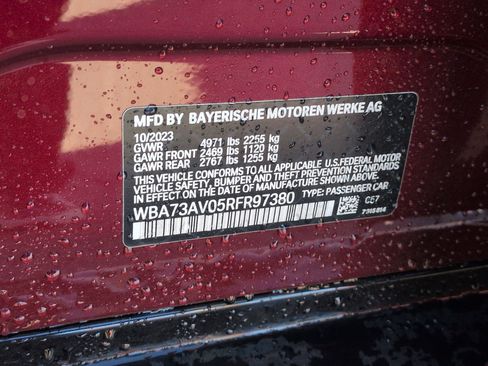 MFD BY BAYERISCHE MOTOREN WERKE AG
10/2023
GVWR 4971 lbs 2255 kg
GAWR FRONT 2469 lbs 1120 kg
GAWR REAR 2767 lbs 1255 kg
THIS VEHICLE CONFORMS TO ALL APPLICABLE U.S.FEDERAL MOTOR
VEHICLE SAFETY, BUMPER AND THEFT PREVENTION STANDARDS
IN EFFECT ON THE DATE OF MANUFACTURE SHOWN ABOVE.
WBA73AV05RFR97380 TYPE: PASSENGER CAR
C57
7315814